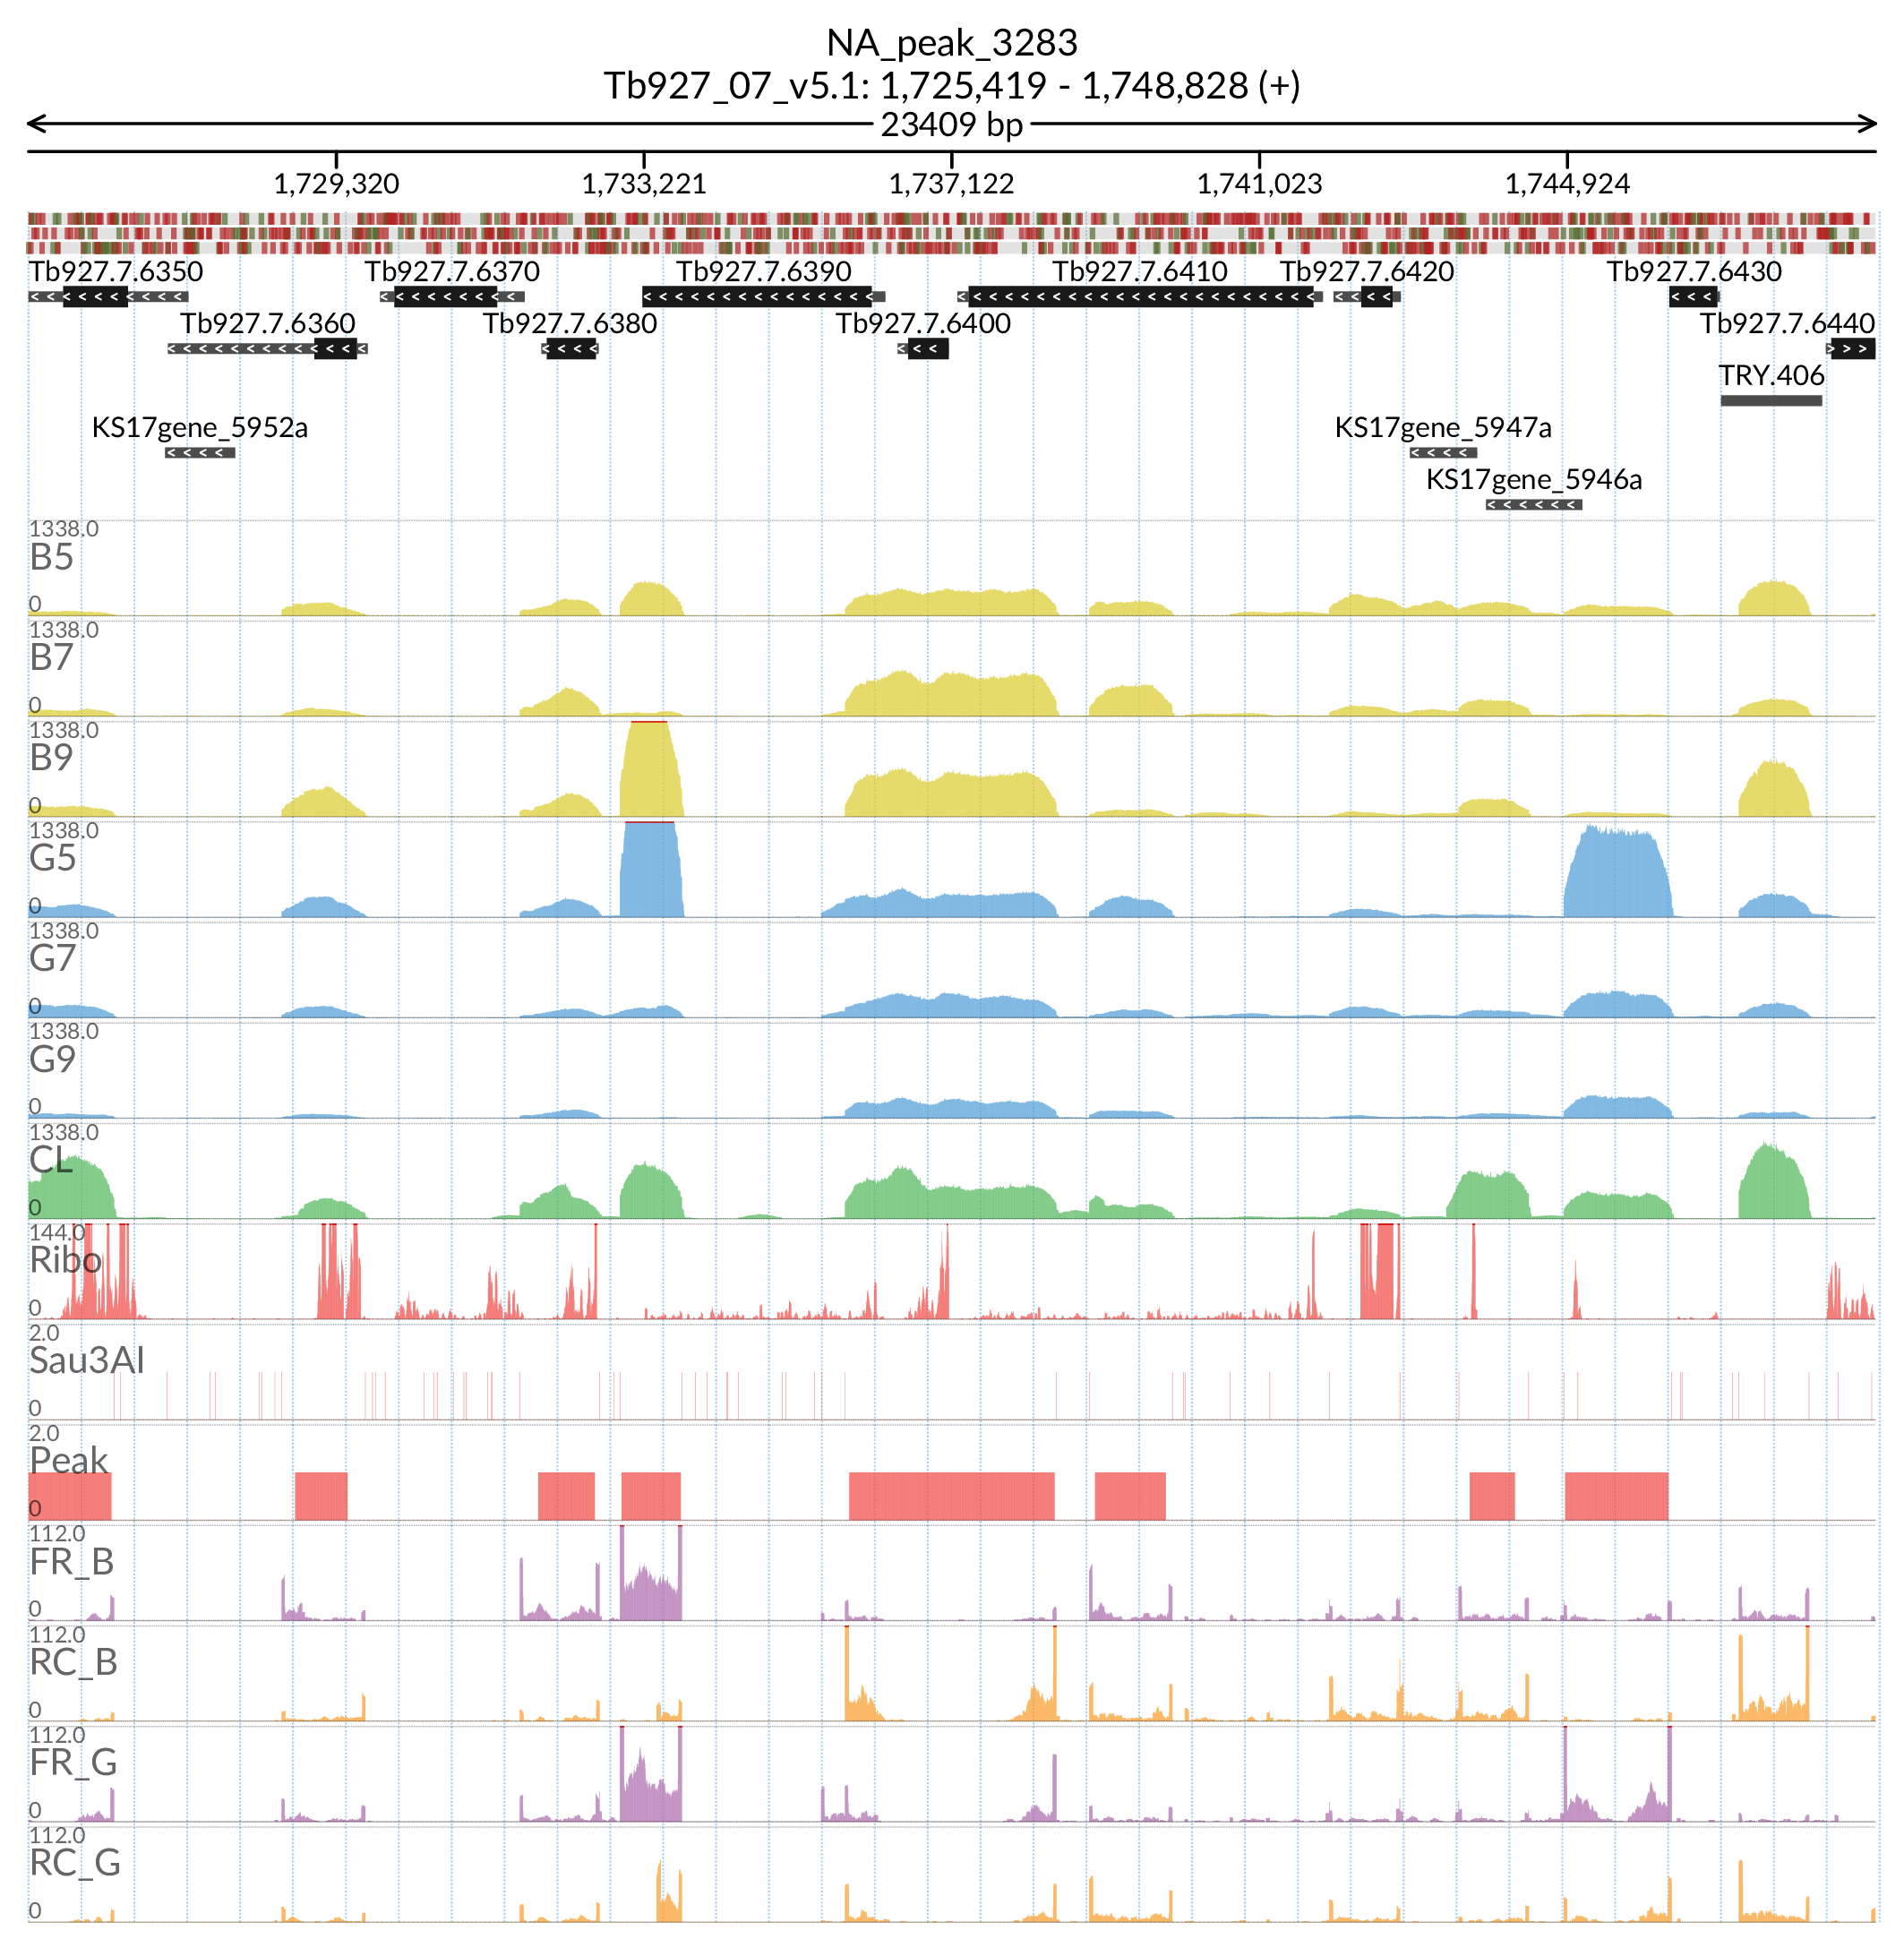 NA_peak_3283
Tb927_07_v5.1: 1,725,419 - 1,748,828 (+)
23409 bp
1,729,320 1,733,221 1,737,122 1,741,023 1,744,924
Tb927.7.6350 Tb927.7.6370 Tb927.7.6390 Tb927.7.6410 Tb927.7.6420 Tb927.7.6430
Tb927.7.6360 Tb927.7.6380 Tb927.7.6400 Tb927.7.6440
TRY.406
KS17gene_5952a KS17gene_5947a
KS17gene_5946a
1338.0
B5
0
1338.0
B7
0
1338.0
B9
0
1338.0
G5
0
1338.0
G7
0
1338.0
G9
0
1338.0
CL
0
144.0
Ribo
0
2.0
Sau3AI
0
2.0
Peak
0
112.0
FR_B
0
112.0
RC_B
0
112.0
FR_G
0
112.0
RC_G
0